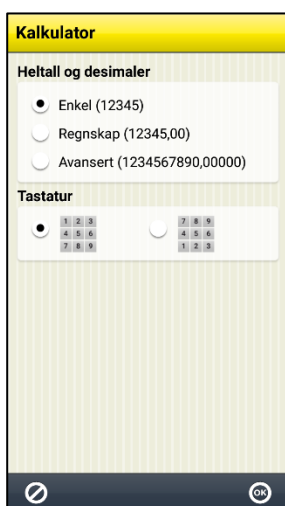 Kalkulator
Heltall og desimaler
Enkel (12345)
Regnskap (12345,00)
Avansert (1234567890,00000)
Tastatur
1 2 3 7 8 9
4 5 6 4 5 6
7 8 9 1 2 3
OK